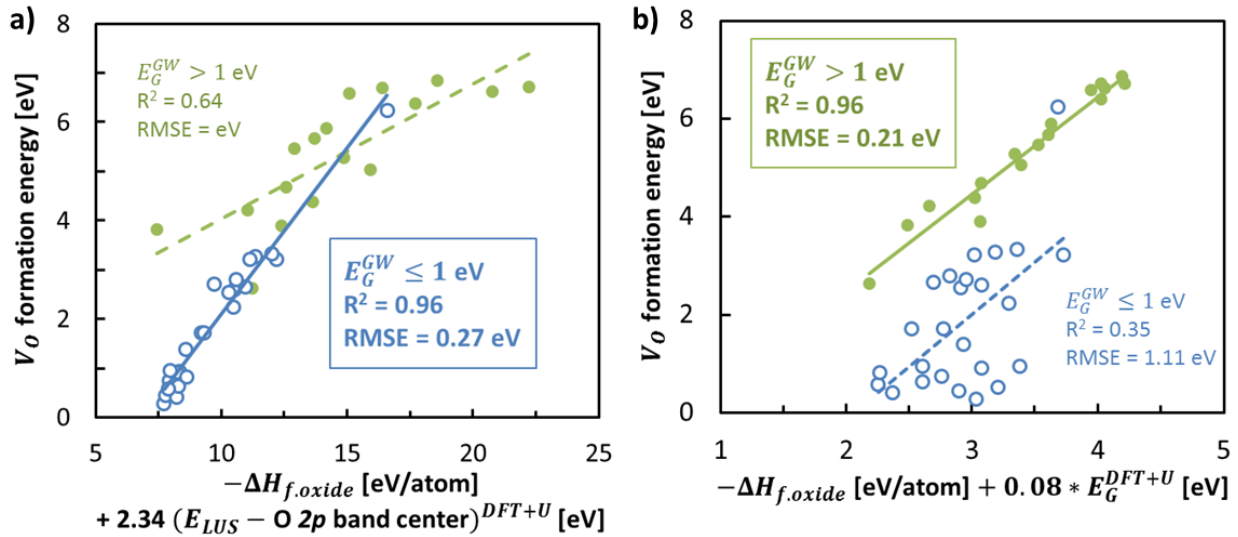 a)
V_O formation energy [eV]
8
6
4
2
0
E_G^{GW} > 1 eV
R² = 0.64
RMSE = eV
E_G^{GW} ≤ 1 eV
R² = 0.96
RMSE = 0.27 eV
5 10 15 20 25
−ΔH_{f.oxide} [eV/atom]
+ 2.34 (E_{LUS} − O 2p band center)^{DFT+U} [eV]
b)
V_O formation energy [eV]
8
6
4
2
0
E_G^{GW} > 1 eV
R² = 0.96
RMSE = 0.21 eV
E_G^{GW} ≤ 1 eV
R² = 0.35
RMSE = 1.11 eV
1 2 3 4 5
−ΔH_{f.oxide} [eV/atom] + 0.08 * E_G^{DFT+U} [eV]